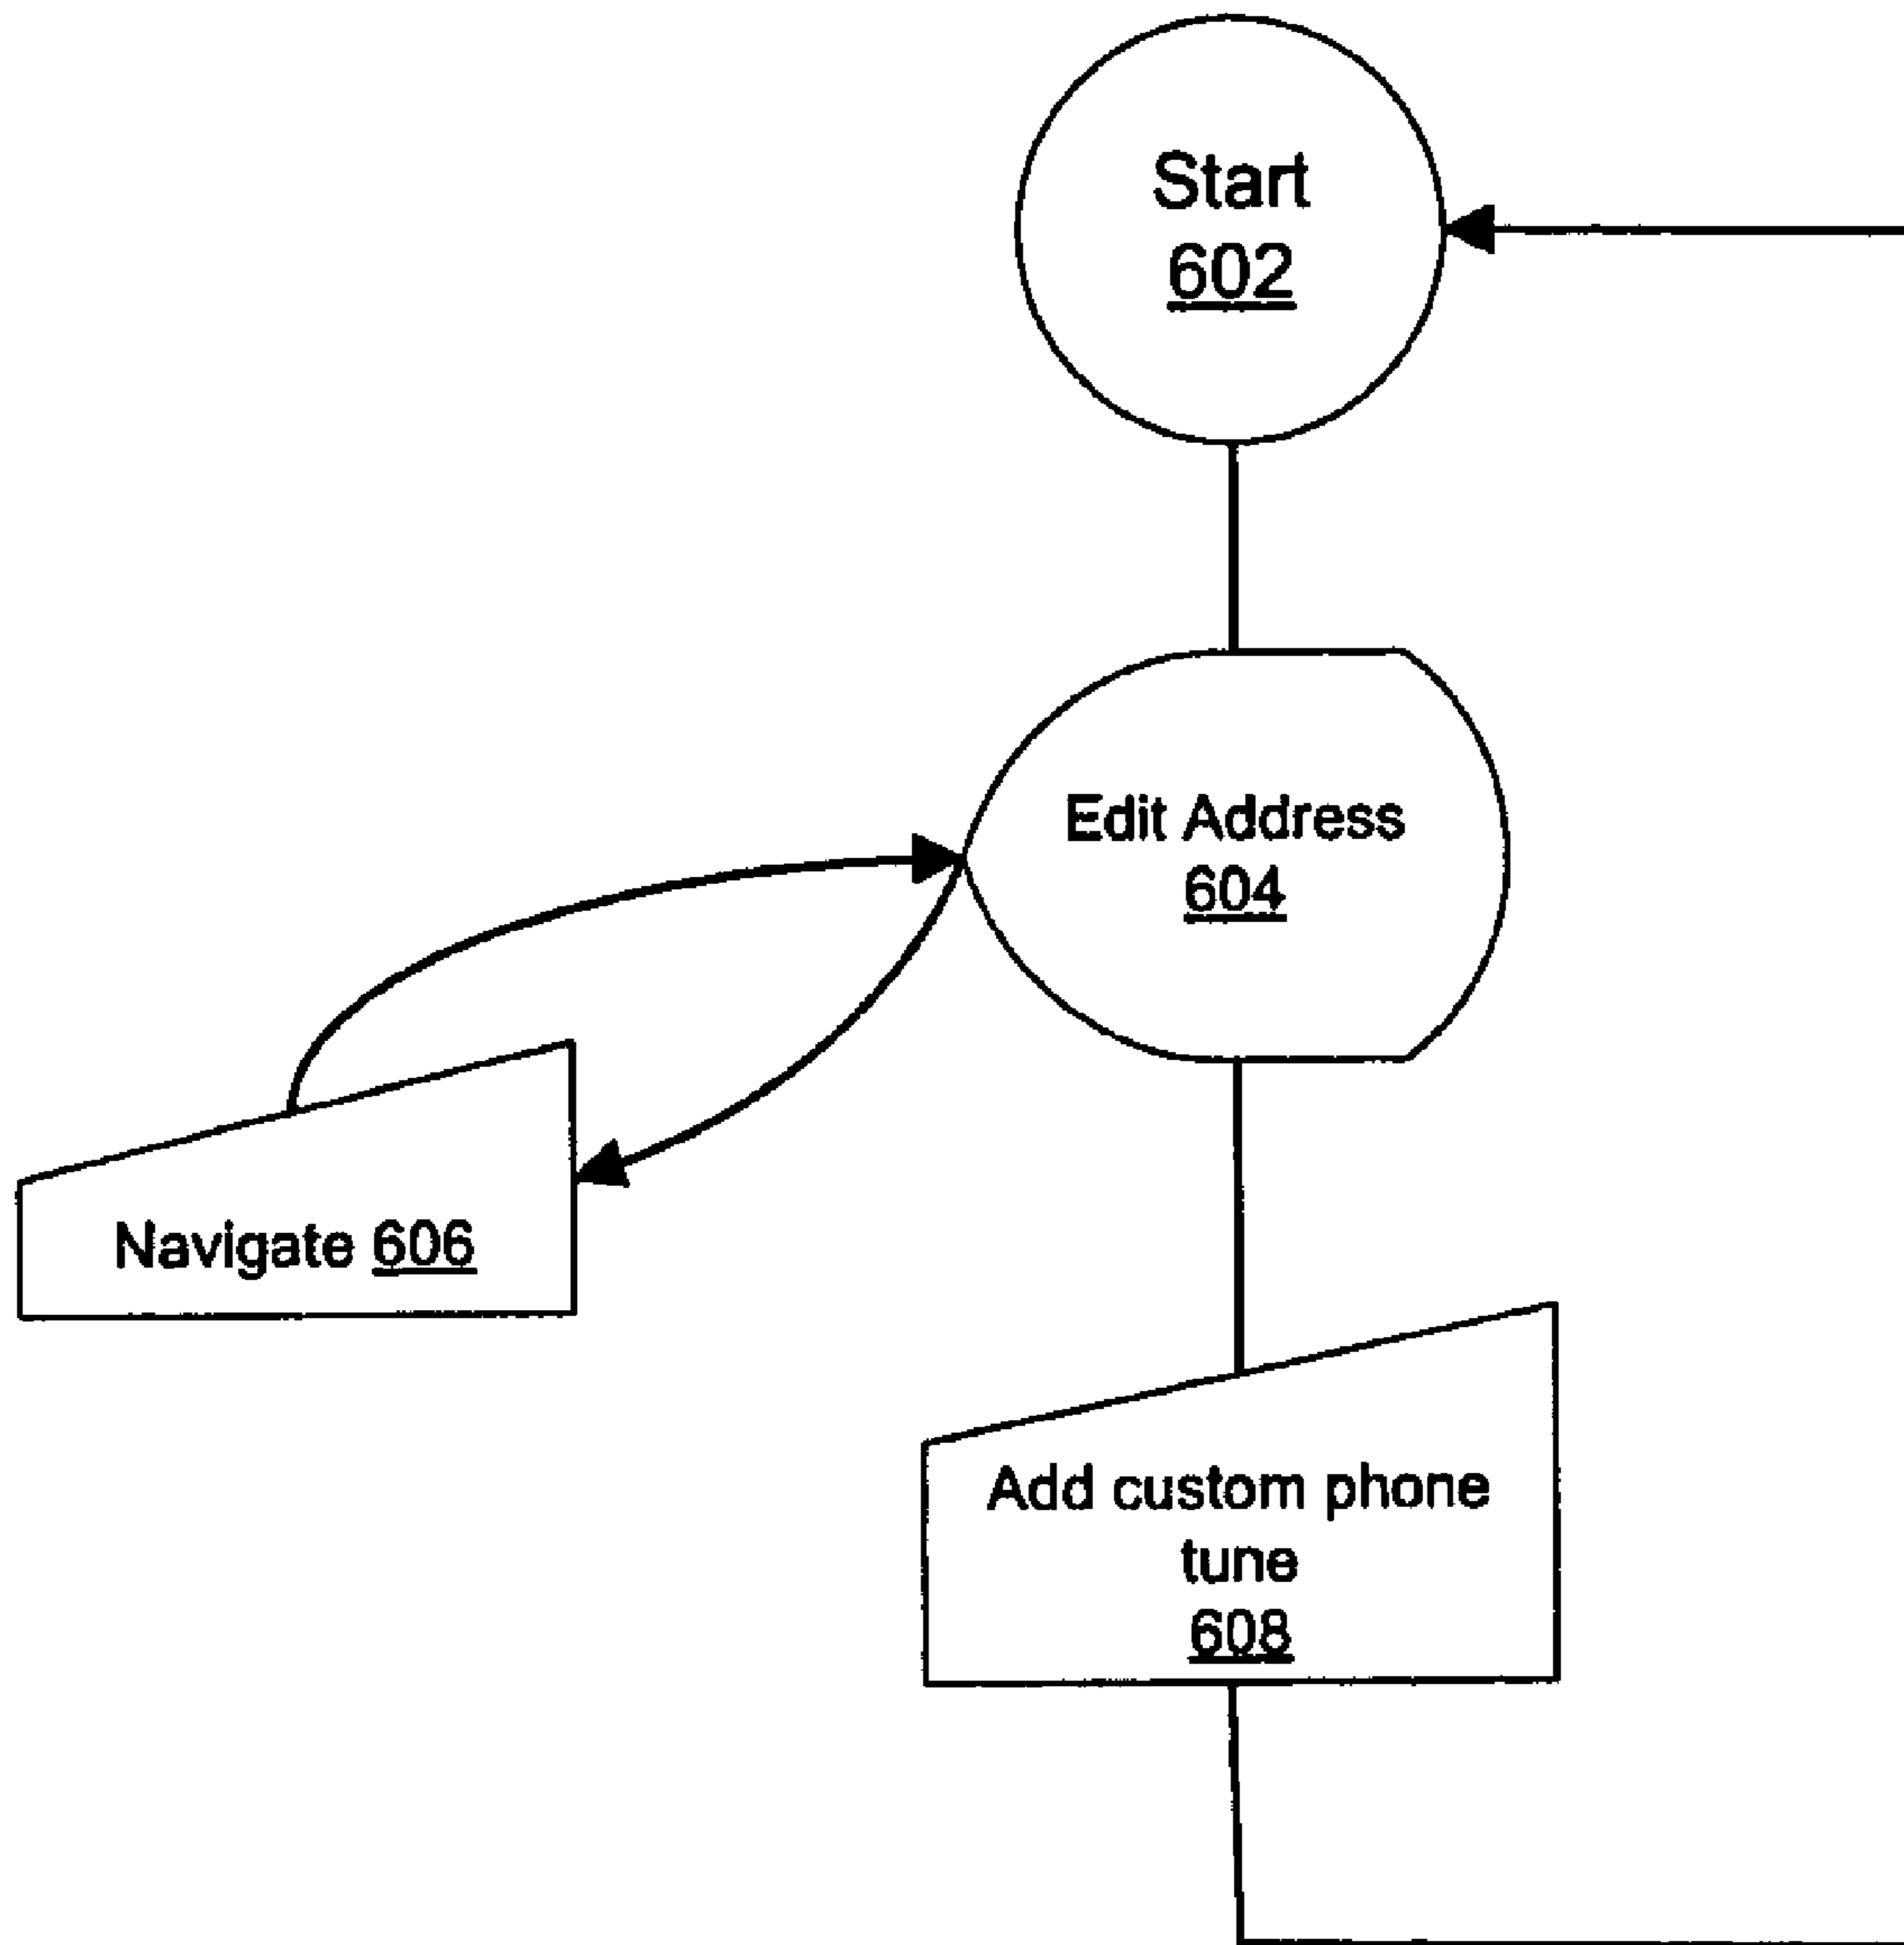 Start
602
Edit Address
604
Navigate 606
Add custom phone
tune
608